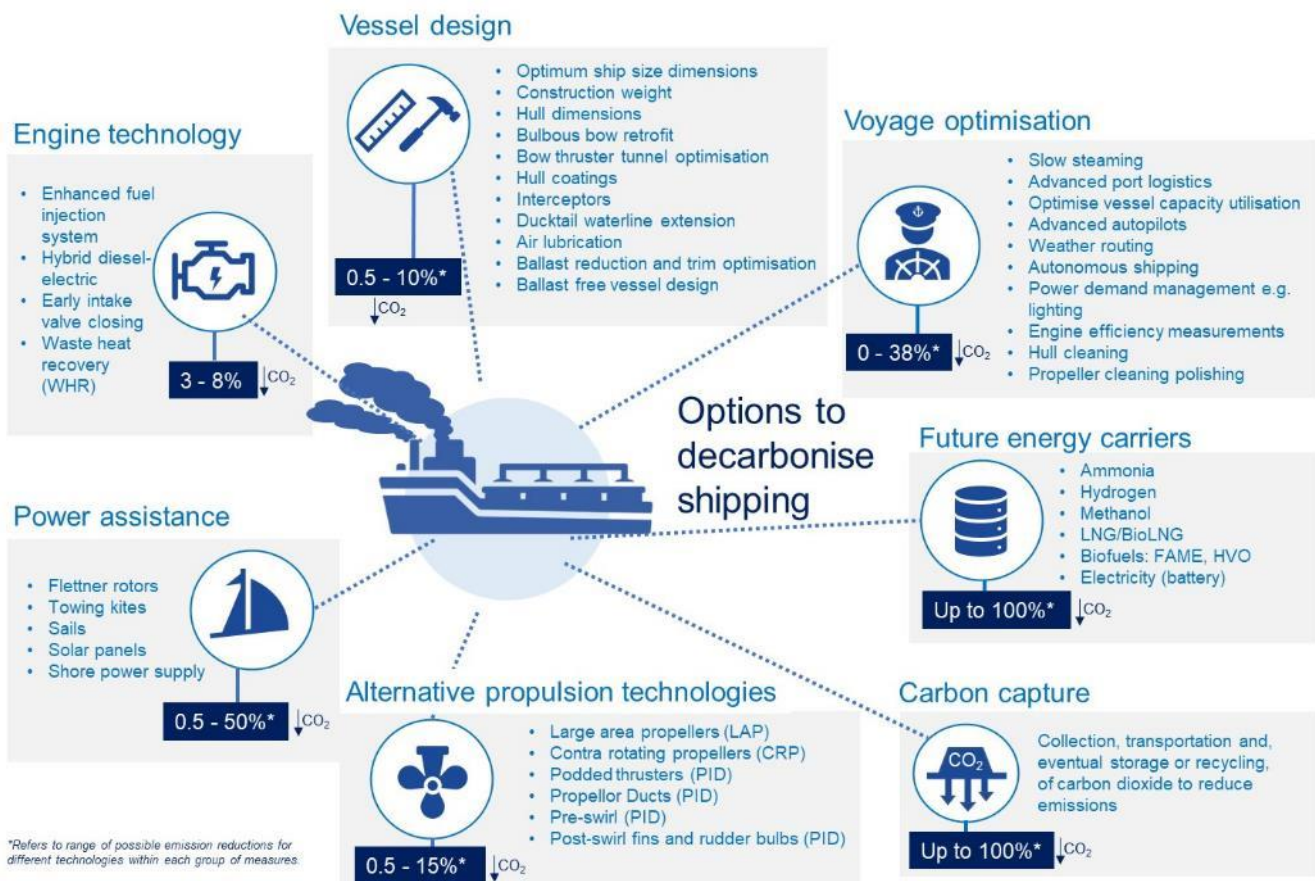 Vessel design
• Optimum ship size dimensions
• Construction weight
• Hull dimensions
• Bulbous bow retrofit
• Bow thruster tunnel optimisation
• Hull coatings
• Interceptors
• Ducktail waterline extension
• Air lubrication
• Ballast reduction and trim optimisation
• Ballast free vessel design
0.5 - 10%*
↓CO₂
Engine technology
• Enhanced fuel
injection
system
• Hybrid diesel-
electric
• Early intake
valve closing
• Waste heat
recovery
(WHR)
3 - 8% ↓CO₂
Voyage optimisation
• Slow steaming
• Advanced port logistics
• Optimise vessel capacity utilisation
• Advanced autopilots
• Weather routing
• Autonomous shipping
• Power demand management e.g.
lighting
• Engine efficiency measurements
• Hull cleaning
• Propeller cleaning polishing
0 - 38%* ↓CO₂
Options to
decarbonise
shipping
Future energy carriers
• Ammonia
• Hydrogen
• Methanol
• LNG/BioLNG
• Biofuels: FAME, HVO
• Electricity (battery)
Up to 100%* ↓CO₂
Power assistance
• Flettner rotors
• Towing kites
• Sails
• Solar panels
• Shore power supply
0.5 - 50%* ↓CO₂
Alternative propulsion technologies
• Large area propellers (LAP)
• Contra rotating propellers (CRP)
• Podded thrusters (PID)
• Propellor Ducts (PID)
• Pre-swirl (PID)
• Post-swirl fins and rudder bulbs (PID)
0.5 - 15%* ↓CO₂
Carbon capture
CO₂
Collection, transportation and,
eventual storage or recycling,
of carbon dioxide to reduce
emissions
Up to 100%* ↓CO₂
*Refers to range of possible emission reductions for
different technologies within each group of measures.